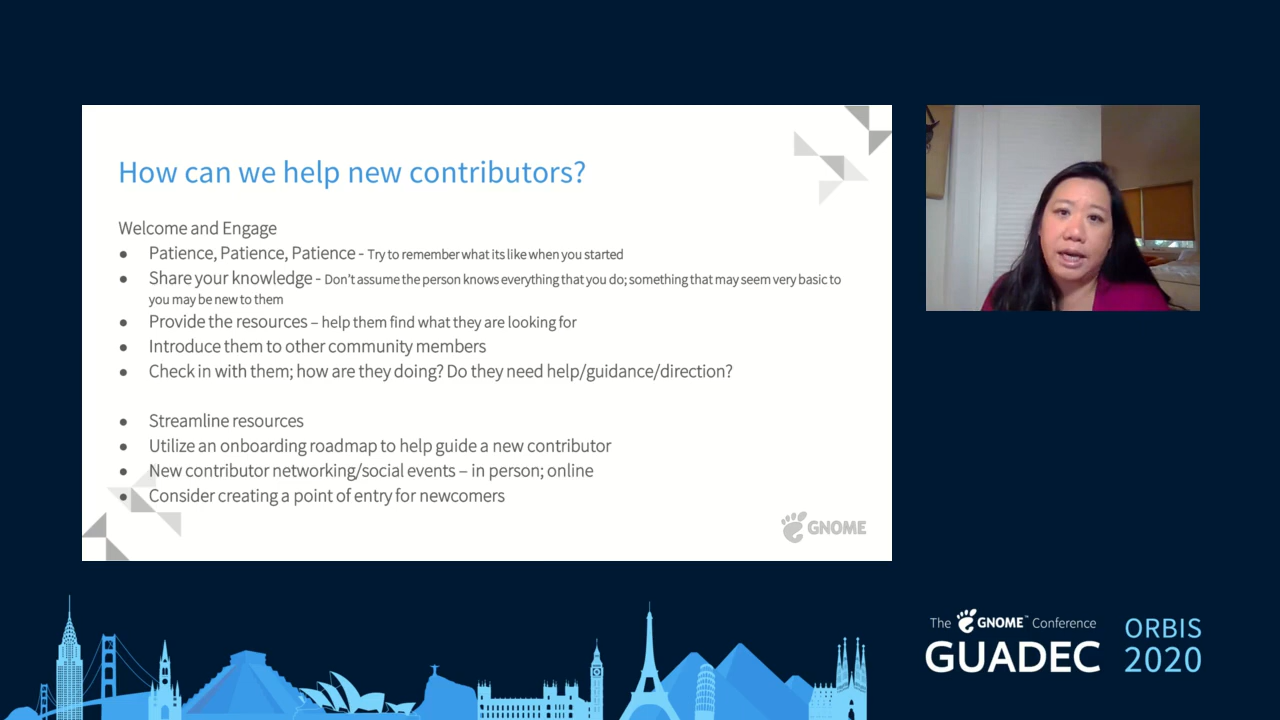 How can we help new contributors?
Welcome and Engage
● Patience, Patience, Patience - Try to remember what its like when you started
● Share your knowledge - Don't assume the person knows everything that you do; something that may seem very basic to
you may be new to them
● Provide the resources – help them find what they are looking for
● Introduce them to other community members
● Check in with them; how are they doing? Do they need help/guidance/direction?
● Streamline resources
● Utilize an onboarding roadmap to help guide a new contributor
● New contributor networking/social events – in person; online
● Consider creating a point of entry for newcomers
GNOME
The GNOME™ Conference
GUADEC
ORBIS
2020